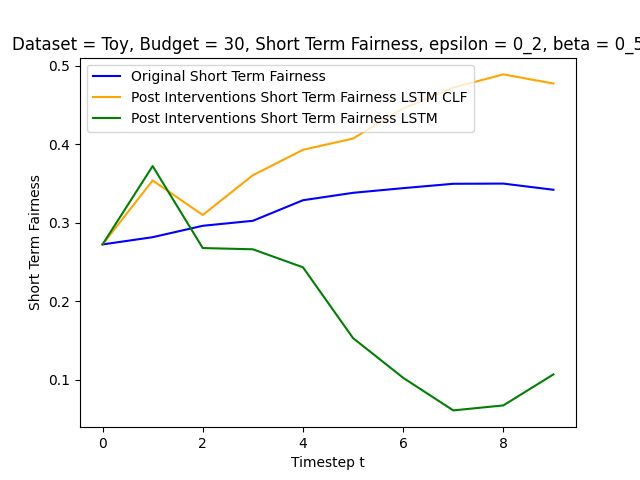 Dataset = Toy, Budget = 30, Short Term Fairness, epsilon = 0_2, beta = 0_5
Original Short Term Fairness
Post Interventions Short Term Fairness LSTM CLF
Post Interventions Short Term Fairness LSTM
0.5
0.4
0.3
0.2
0.1
Short Term Fairness
0 2 4 6 8
Timestep t